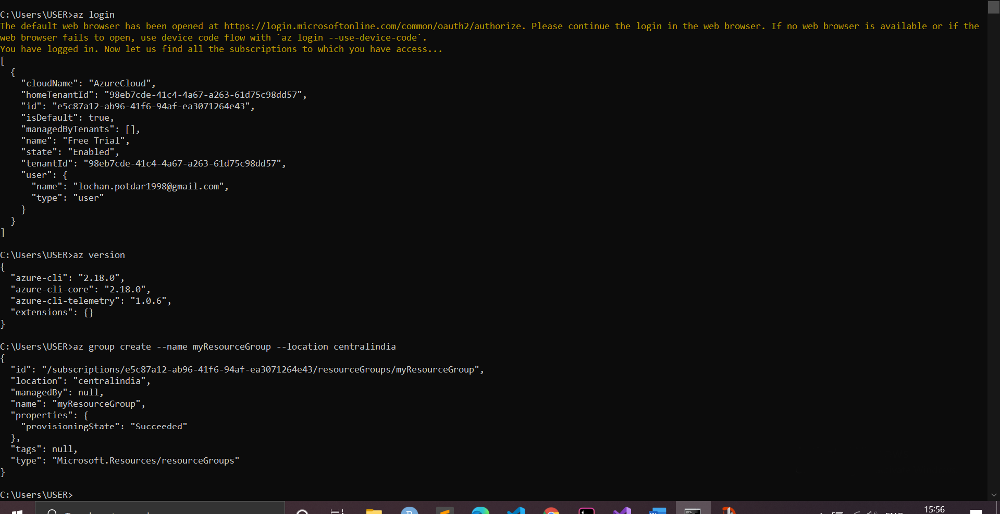 C:\Users\USER>az login
The default web browser has been opened at https://login.microsoftonline.com/common/oauth2/authorize. Please continue the login in the web browser. If no web browser is available or if the
web browser fails to open, use device code flow with `az login --use-device-code`.
You have logged in. Now let us find all the subscriptions to which you have access...
[
  {
    "cloudName": "AzureCloud",
    "homeTenantId": "98eb7cde-41c4-4a67-a263-61d75c98dd57",
    "id": "e5c87a12-ab96-41f6-94af-ea3071264e43",
    "isDefault": true,
    "managedByTenants": [],
    "name": "Free Trial",
    "state": "Enabled",
    "tenantId": "98eb7cde-41c4-4a67-a263-61d75c98dd57",
    "user": {
      "name": "lochan.potdar1998@gmail.com",
      "type": "user"
    }
  }
]
C:\Users\USER>az version
{
  "azure-cli": "2.18.0",
  "azure-cli-core": "2.18.0",
  "azure-cli-telemetry": "1.0.6",
  "extensions": {}
}
C:\Users\USER>az group create --name myResourceGroup --location centralindia
{
  "id": "/subscriptions/e5c87a12-ab96-41f6-94af-ea3071264e43/resourceGroups/myResourceGroup",
  "location": "centralindia",
  "managedBy": null,
  "name": "myResourceGroup",
  "properties": {
    "provisioningState": "Succeeded"
  },
  "tags": null,
  "type": "Microsoft.Resources/resourceGroups"
}
C:\Users\USER>
15:56